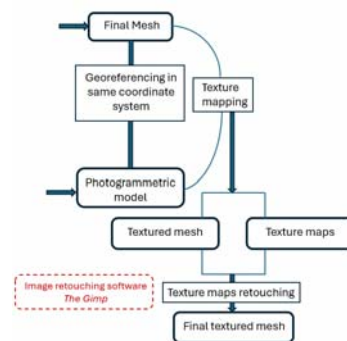 Final Mesh
Georeferencing in
same coordinate
system
Texture
mapping
Photogrammetric
model
Textured mesh
Texture maps
Image retouching software
The Gimp
Texture maps retouching
Final textured mesh